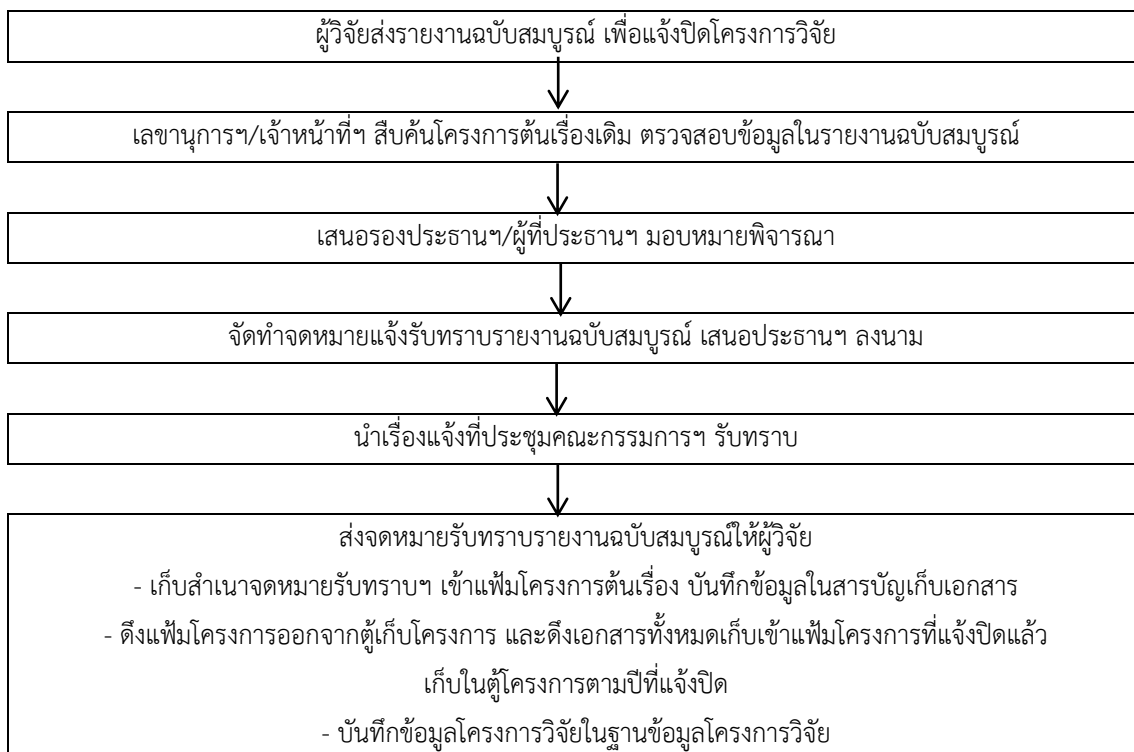 ผู้วิจัยส่งรายงานฉบับสมบูรณ์ เพื่อแจ้งปิดโครงการวิจัย
เลขานุการฯ/เจ้าหน้าที่ฯ สืบค้นโครงการต้นเรื่องเดิม ตรวจสอบข้อมูลในรายงานฉบับสมบูรณ์
เสนอรองประธานฯ/ผู้ที่ประธานฯ มอบหมายพิจารณา
จัดทำจดหมายแจ้งรับทราบรายงานฉบับสมบูรณ์ เสนอประธานฯ ลงนาม
นำเรื่องแจ้งที่ประชุมคณะกรรมการฯ รับทราบ
ส่งจดหมายรับทราบรายงานฉบับสมบูรณ์ให้ผู้วิจัย
- เก็บสำเนาจดหมายรับทราบฯ เข้าแฟ้มโครงการต้นเรื่อง บันทึกข้อมูลในสารบัญเก็บเอกสาร
- ดึงแฟ้มโครงการออกจากตู้เก็บโครงการ และดึงเอกสารทั้งหมดเก็บเข้าแฟ้มโครงการที่แจ้งปิดแล้ว
เก็บในตู้โครงการตามปีที่แจ้งปิด
- บันทึกข้อมูลโครงการวิจัยในฐานข้อมูลโครงการวิจัย